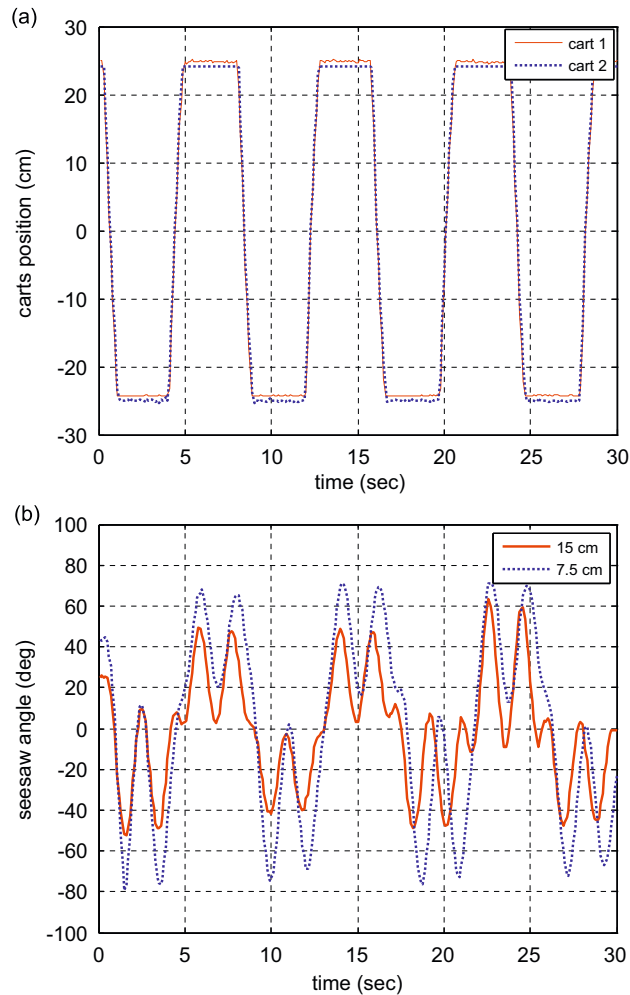 (a)
cart 1
cart 2
30
20
10
0
-10
-20
-30
carts position (cm)
0 5 10 15 20 25 30
time (sec)
(b)
15 cm
7.5 cm
100
80
60
40
20
0
-20
-40
-60
-80
-100
seesaw angle (deg)
0 5 10 15 20 25 30
time (sec)